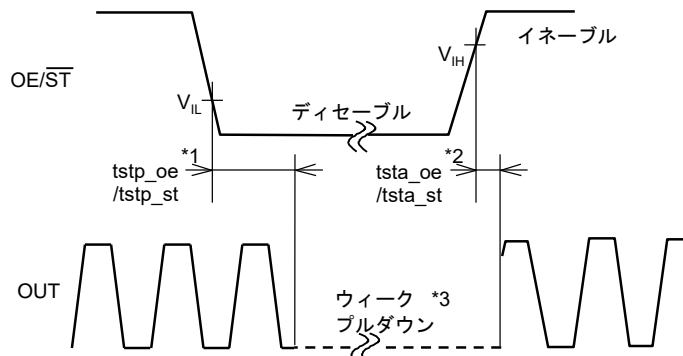 イネーブル
VIH
OE/ST
VIL
ディセーブル
*1
tstp_oe
/tstp_st
*2
tsta_oe
/tsta_st
OUT
ウィーク *3
プルダウン